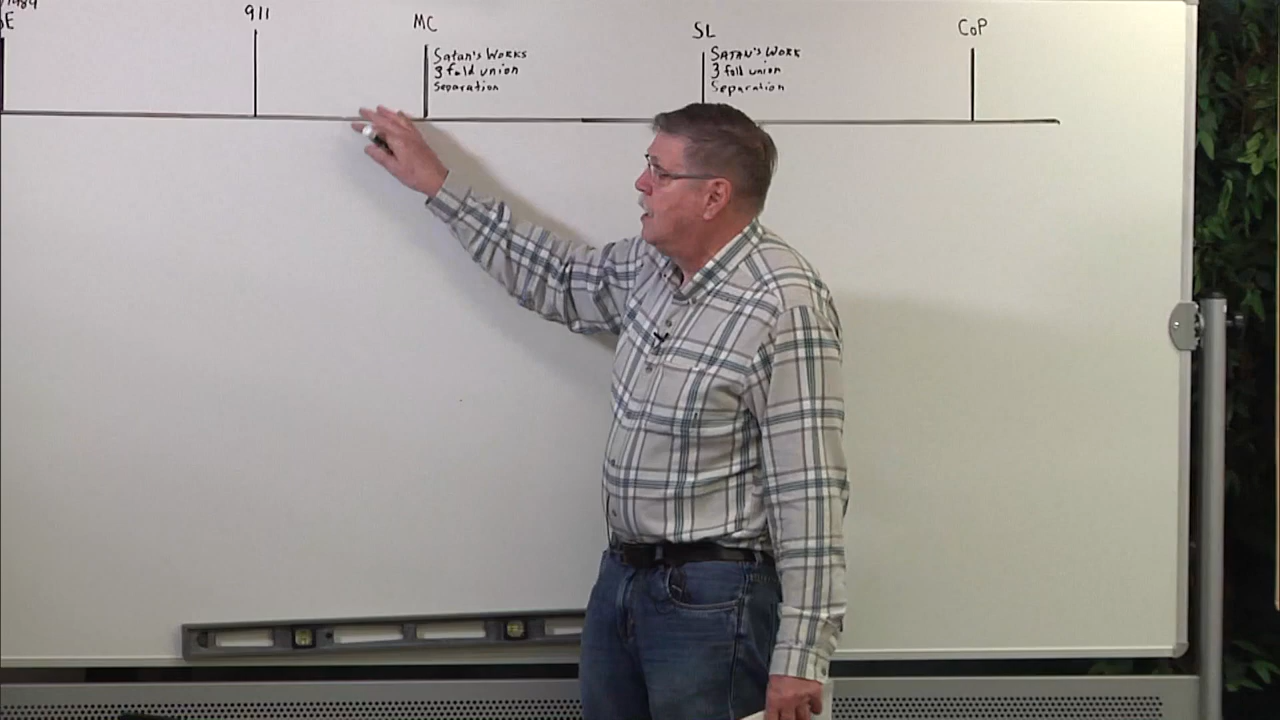 1989
E
911
MC
Satan's Works
3 fold union
Separation
SL
SATAN'S WORK
3 fold union
Separation
CoP